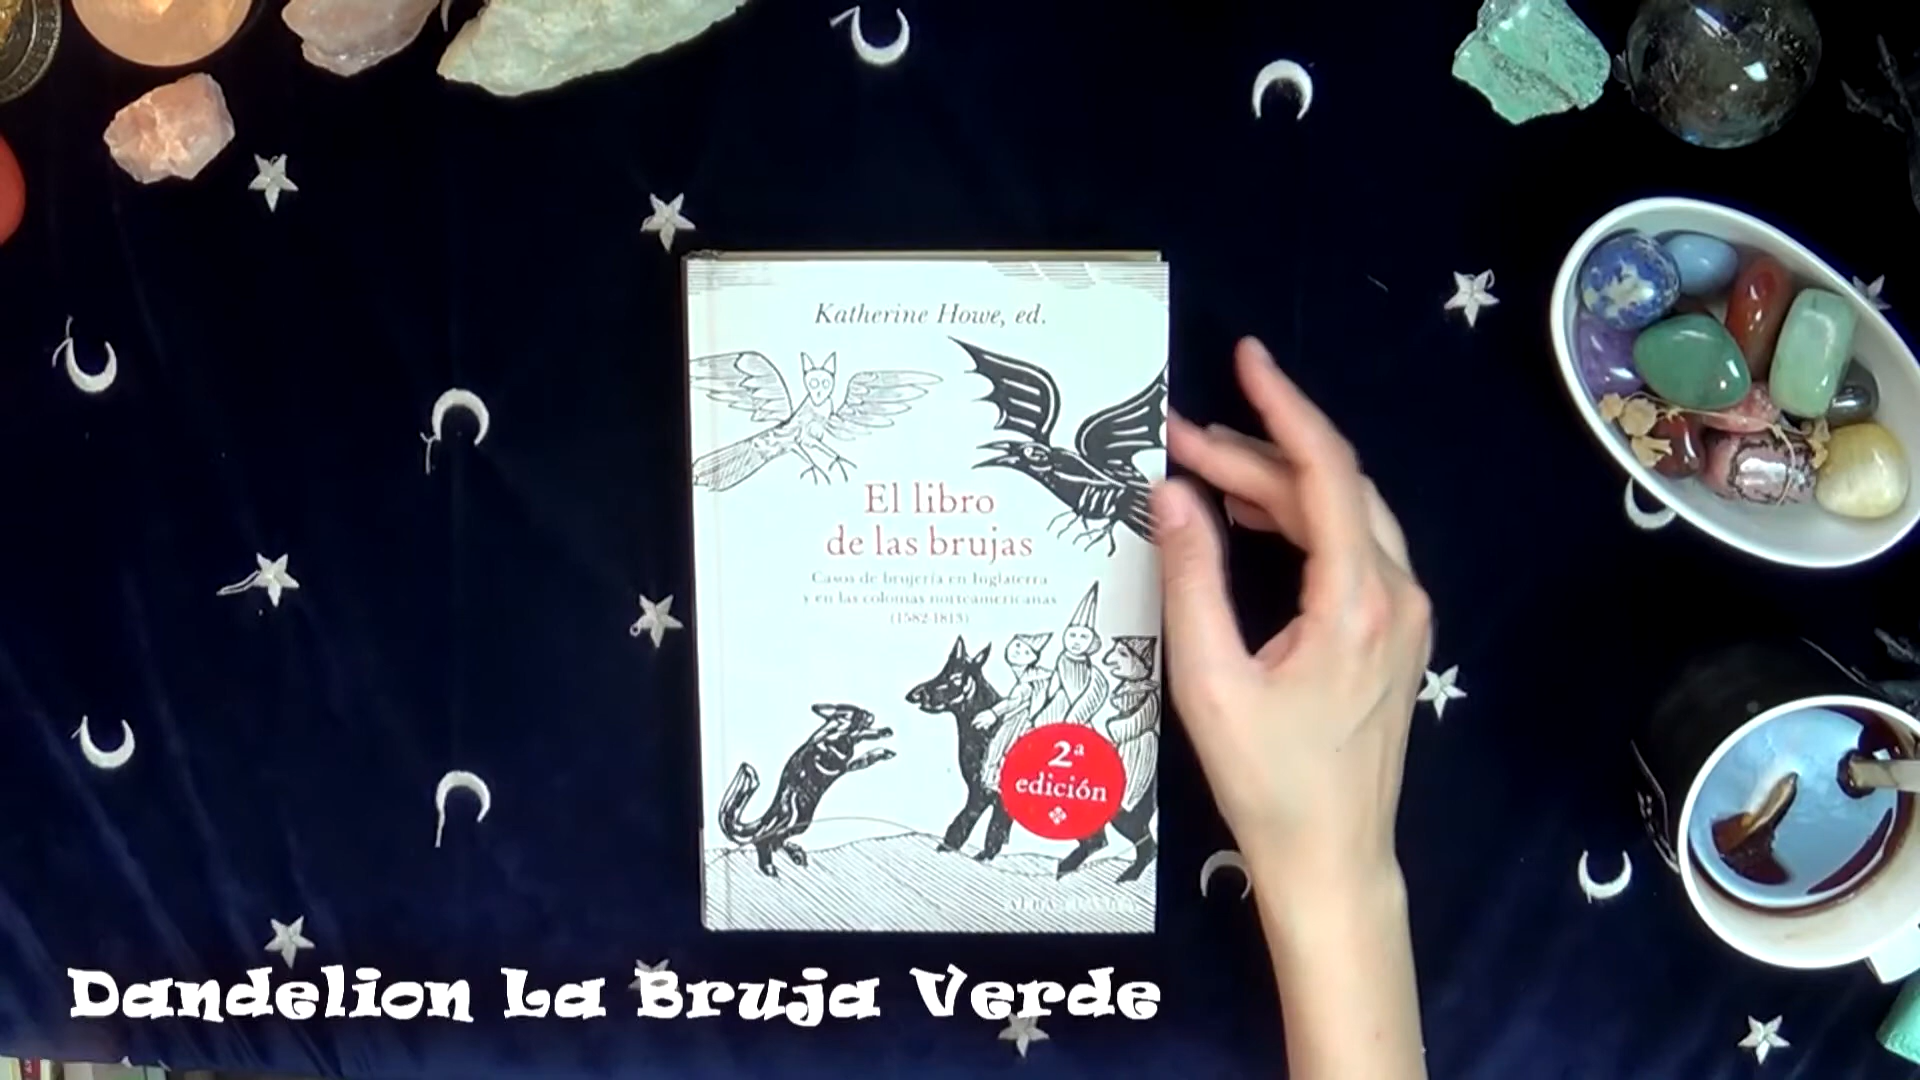 Katherine Howe, ed.
El libro
de las brujas
Casos de brujería en Inglaterra
y en las colonias norteamericanas
(1582-1813)
2ª
edición
Dandelion La Bruja Verde